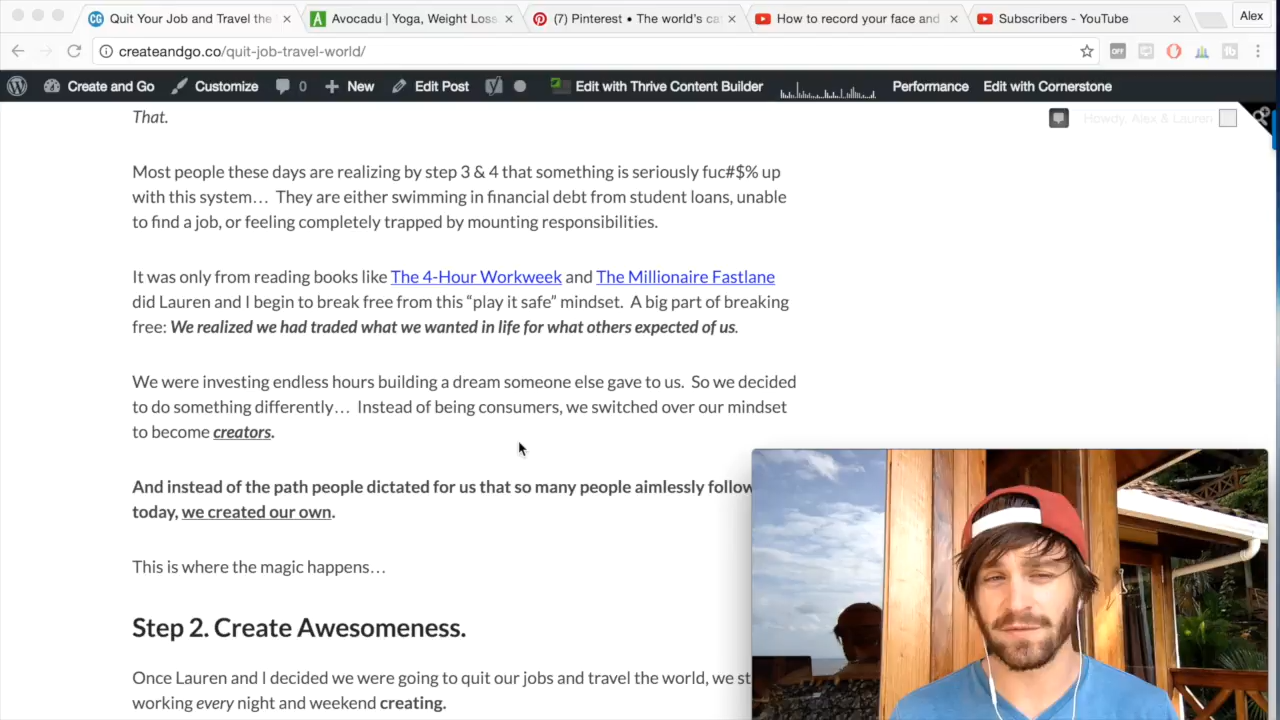 Quit Your Job and Travel the
Avocadu | Yoga, Weight Loss
(7) Pinterest • The world's ca
How to record your face and
Subscribers - YouTube
Alex
createandgo.co/quit-job-travel-world/
OFF
Create and Go
Customize
0
New
Edit Post
Edit with Thrive Content Builder
Performance
Edit with Cornerstone
Howdy, Alex & Lauren
That.
Most people these days are realizing by step 3 & 4 that something is seriously fuc#$% up
with this system… They are either swimming in financial debt from student loans, unable
to find a job, or feeling completely trapped by mounting responsibilities.
It was only from reading books like The 4-Hour Workweek and The Millionaire Fastlane
did Lauren and I begin to break free from this “play it safe” mindset. A big part of breaking
free: We realized we had traded what we wanted in life for what others expected of us.
We were investing endless hours building a dream someone else gave to us. So we decided
to do something differently… Instead of being consumers, we switched over our mindset
to become creators.
And instead of the path people dictated for us that so many people aimlessly follow
today, we created our own.
This is where the magic happens…
Step 2. Create Awesomeness.
Once Lauren and I decided we were going to quit our jobs and travel the world, we st
working every night and weekend creating.